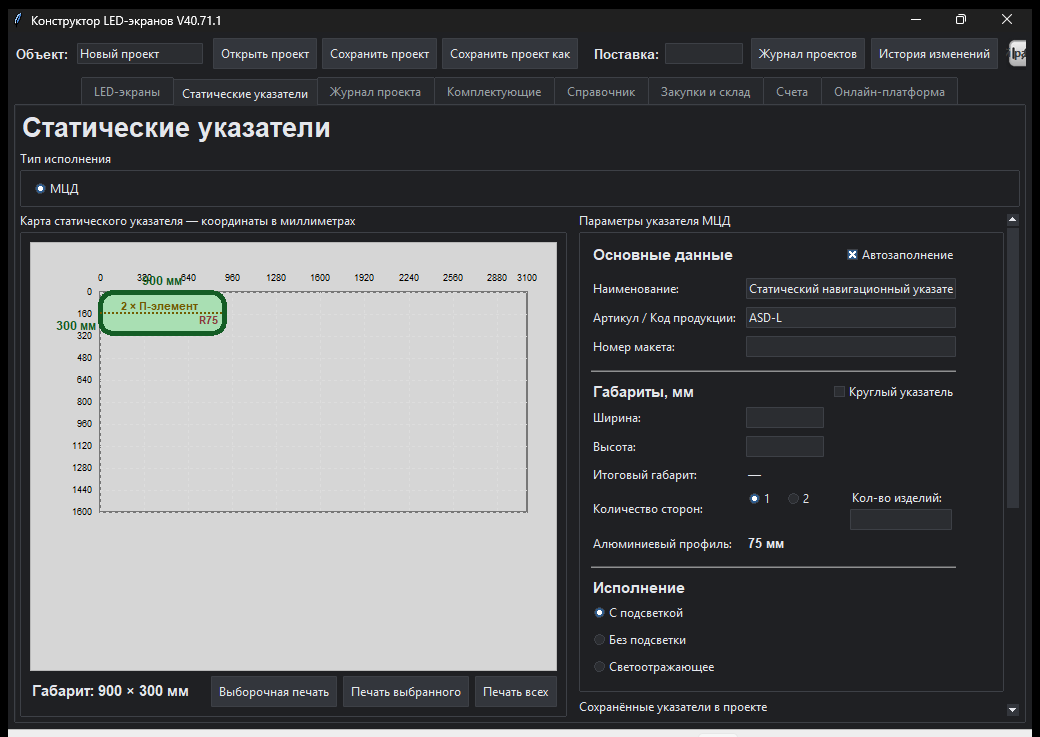 Конструктор LED-экранов V40.71.1
Объект: Новый проект Открыть проект Сохранить проект Сохранить проект как Поставка: Журнал проектов История изменений
LED-экраны Статические указатели Журнал проекта Комплектующие Справочник Закупки и склад Счета Онлайн-платформа
Статические указатели
Тип исполнения
МЦД
Карта статического указателя — координаты в миллиметрах
0 320 640 960 1280 1600 1920 2240 2560 2880 3100
900 мм
0
160
320
480
640
800
960
1120
1280
1440
1600
300 мм
2 × П-элемент
R75
Габарит: 900 × 300 мм Выборочная печать Печать выбранного Печать всех
Параметры указателя МЦД
Основные данные Автозаполнение
Наименование: Статический навигационный указате
Артикул / Код продукции: ASD-L
Номер макета:
Габариты, мм Круглый указатель
Ширина:
Высота:
Итоговый габарит: —
Количество сторон: 1 2 Кол-во изделий:
Алюминиевый профиль: 75 мм
Исполнение
С подсветкой
Без подсветки
Светоотражающее
Сохранённые указатели в проекте